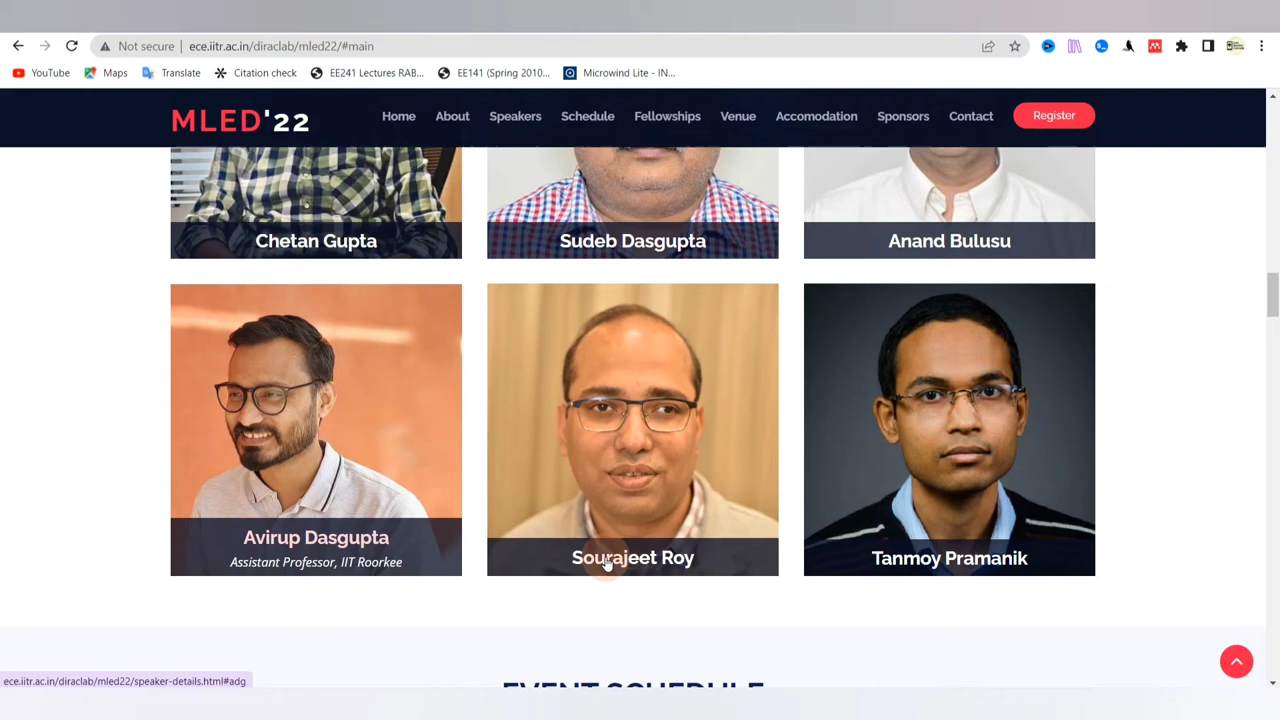 Not secure ece.iitr.ac.in/diraclab/mled22/#main
YouTube Maps Translate Citation check EE241 Lectures RAB... EE141 (Spring 2010... Microwind Lite - IN...
MLED'22 Home About Speakers Schedule Fellowships Venue Accomodation Sponsors Contact Register
Chetan Gupta Sudeb Dasgupta Anand Bulusu
Avirup Dasgupta
Assistant Professor, IIT Roorkee
Sourajeet Roy
Tanmoy Pramanik
EVENT SCHEDULE
ece.iitr.ac.in/diraclab/mled22/speaker-details.html#adg